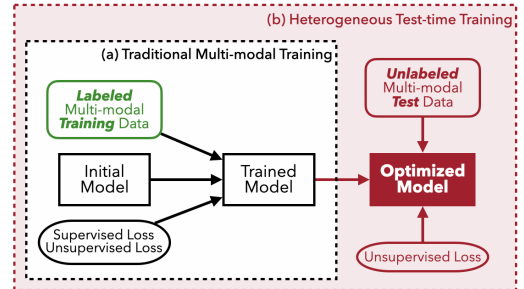 (b) Heterogeneous Test-time Training
(a) Traditional Multi-modal Training
Labeled
Multi-modal
Training Data
Unlabeled
Multi-modal
Test Data
Initial
Model
Trained
Model
Optimized
Model
Supervised Loss
Unsupervised Loss
Unsupervised Loss